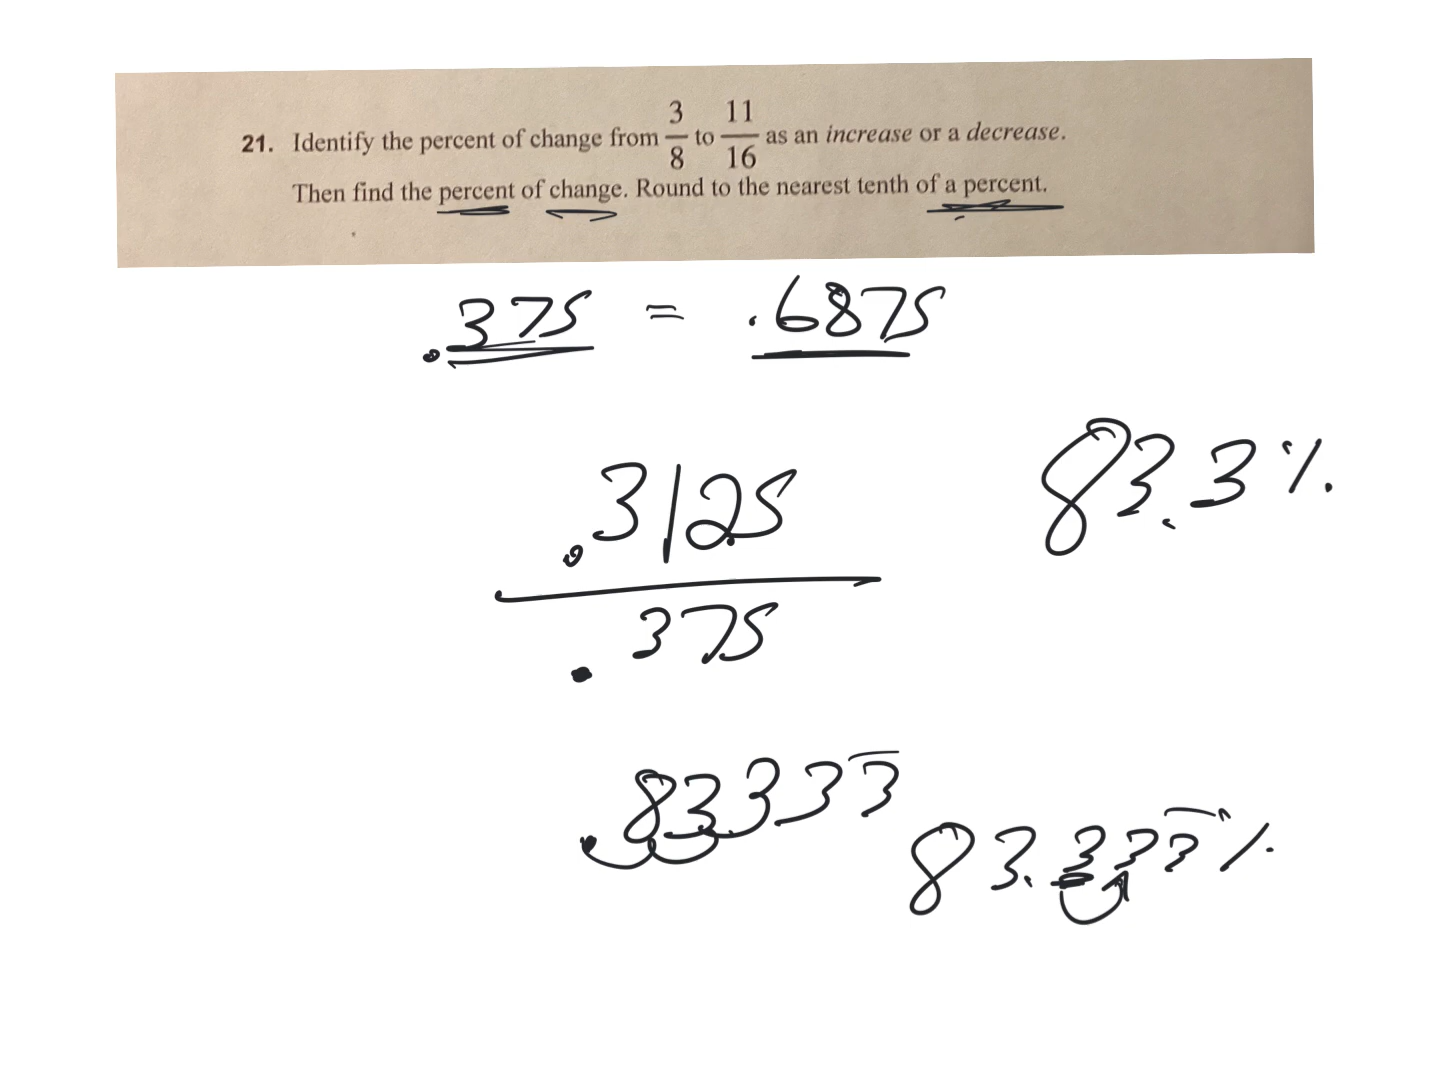 21. Identify the percent of change from 3/8 to 11/16 as an increase or a decrease.
Then find the percent of change. Round to the nearest tenth of a percent.
.375 = .6875
83.3%
.3125
.375
.83333
83.333%